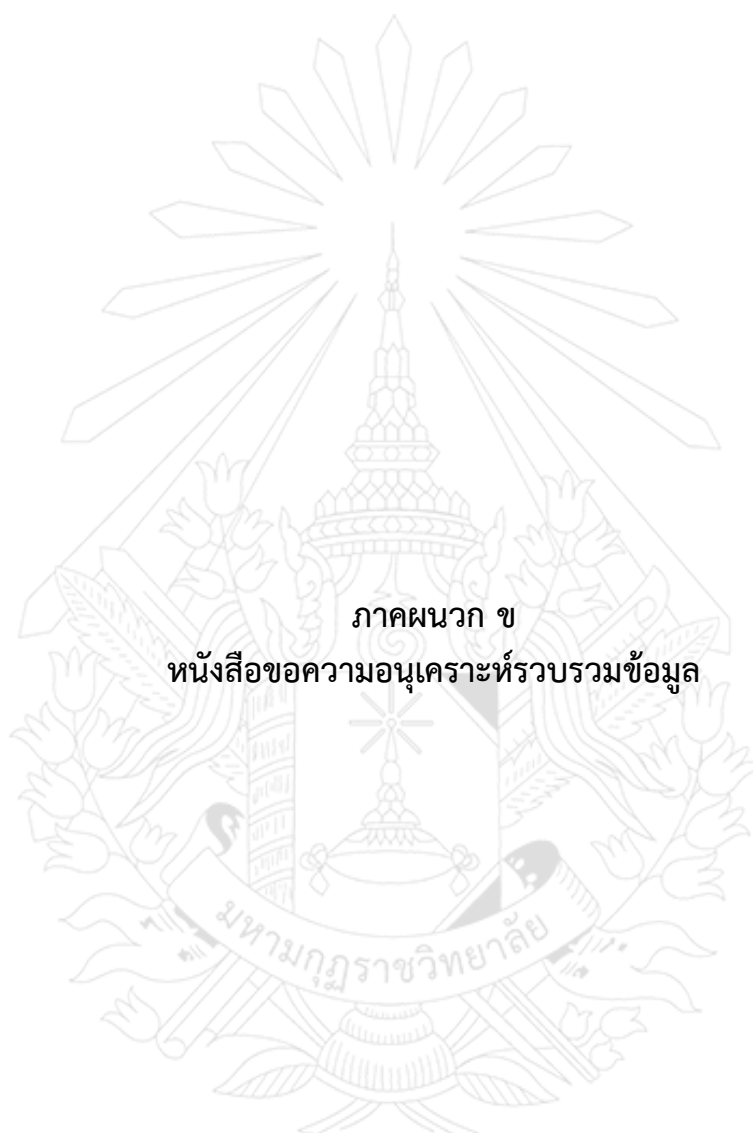 ภาคผนวก ข
หนังสือขอความอนุเคราะห์รวบรวมข้อมูล
มหามกุฏราชวิทยาลัย